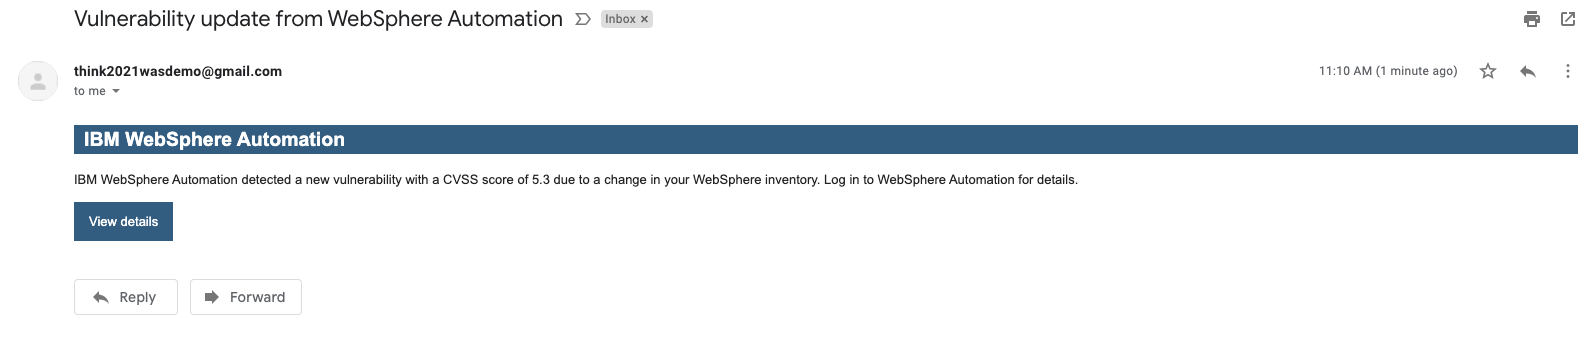 Vulnerability update from WebSphere Automation Inbox ×
think2021wasdemo@gmail.com 11:10 AM (1 minute ago)
to me
IBM WebSphere Automation
IBM WebSphere Automation detected a new vulnerability with a CVSS score of 5.3 due to a change in your WebSphere inventory. Log in to WebSphere Automation for details.
View details
Reply Forward